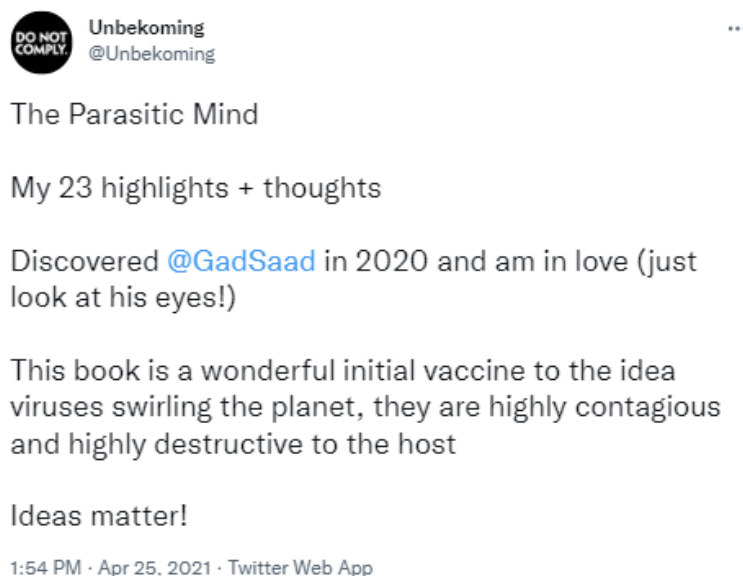 DO NOT
COMPLY.
Unbekoming
@Unbekoming
The Parasitic Mind
My 23 highlights + thoughts
Discovered @GadSaad in 2020 and am in love (just
look at his eyes!)
This book is a wonderful initial vaccine to the idea
viruses swirling the planet, they are highly contagious
and highly destructive to the host
Ideas matter!
1:54 PM · Apr 25, 2021 · Twitter Web App